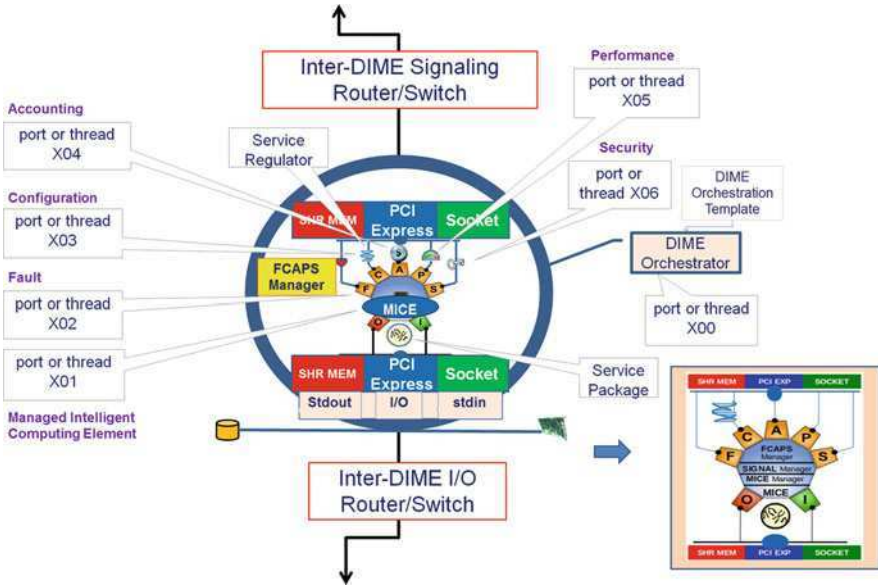 Inter-DIME Signaling
Router/Switch
Performance
port or thread
X05
Accounting
port or thread
X04
Service
Regulator
Security
port or
thread X06
DIME
Orchestration
Template
Configuration
port or thread
X03
SHR MEM
PCI
Express
Socket
DIME
Orchestrator
FCAPS
Manager
F
C
A
P
S
Fault
port or thread
X02
MICE
port or thread
X00
O
I
port or thread
X01
SHR MEM
PCI
Express
Socket
Service
Package
Stdout
I/O
stdin
Managed Intelligent
Computing Element
Inter-DIME I/O
Router/Switch
SHR MEM
PCI EXP
SOCKET
F
C
A
P
S
FCAPS
Manager
SIGNAL Manager
MICE Manager
MICE
O
I
SHR MEM
PCI EXP
SOCKET